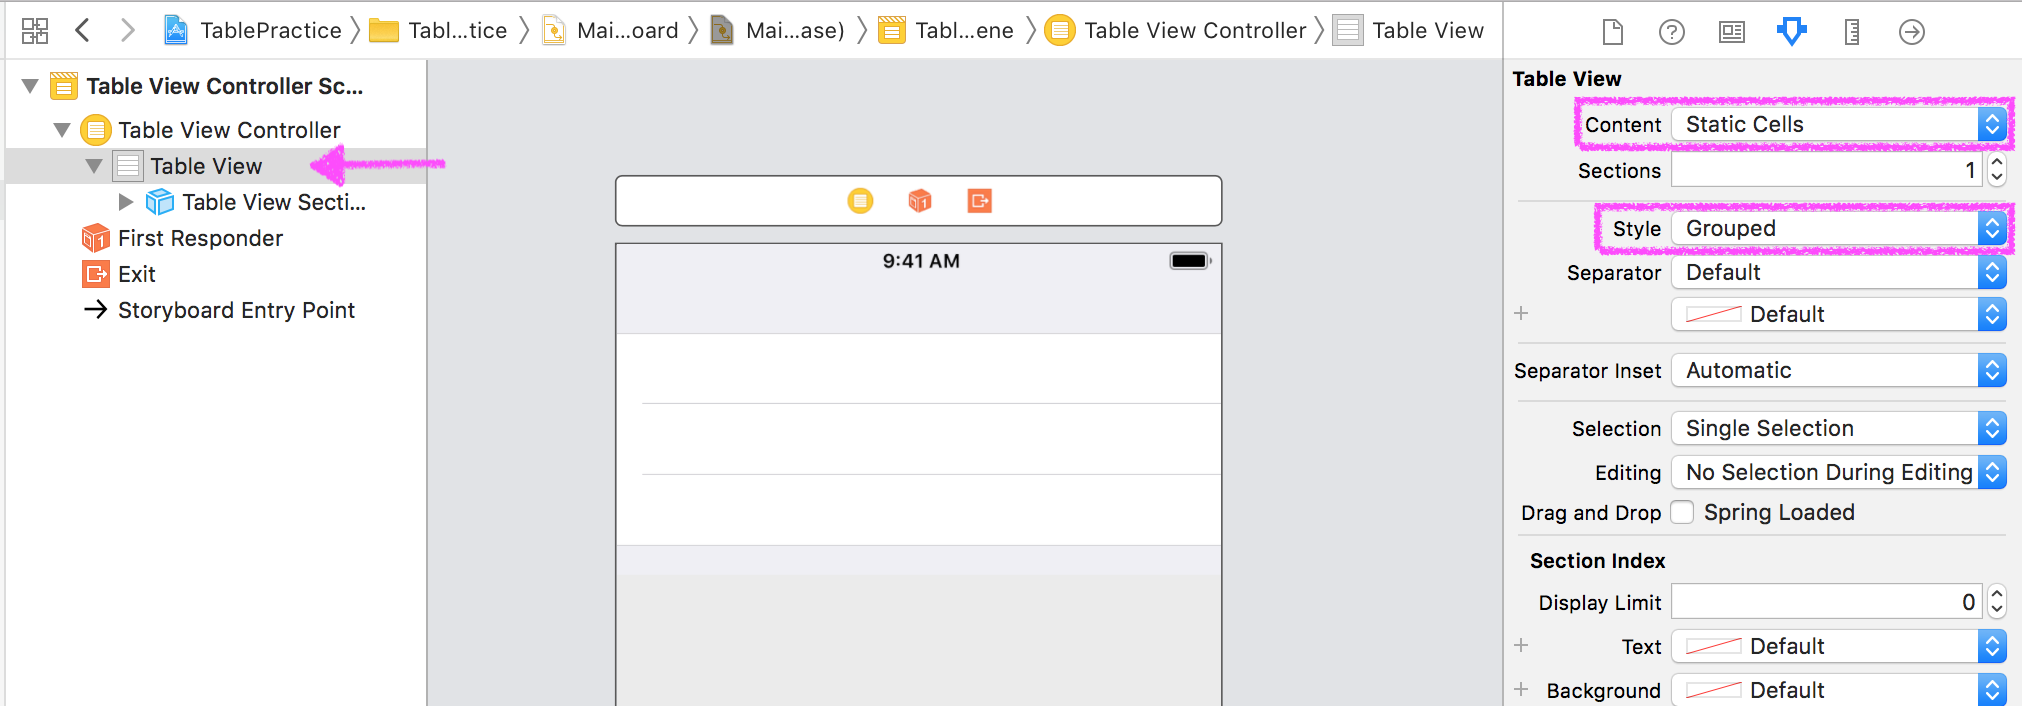 TablePractice Tabl...tice Mai...oard Mai...ase) Tabl...ene Table View Controller Table View
Table View Controller Sc...
Table View Controller
Table View
Table View Secti...
First Responder
Exit
Storyboard Entry Point
9:41 AM
Table View
Content Static Cells
Sections 1
Style Grouped
Separator Default
Default
Separator Inset Automatic
Selection Single Selection
Editing No Selection During Editing
Drag and Drop Spring Loaded
Section Index
Display Limit 0
Text Default
Background Default